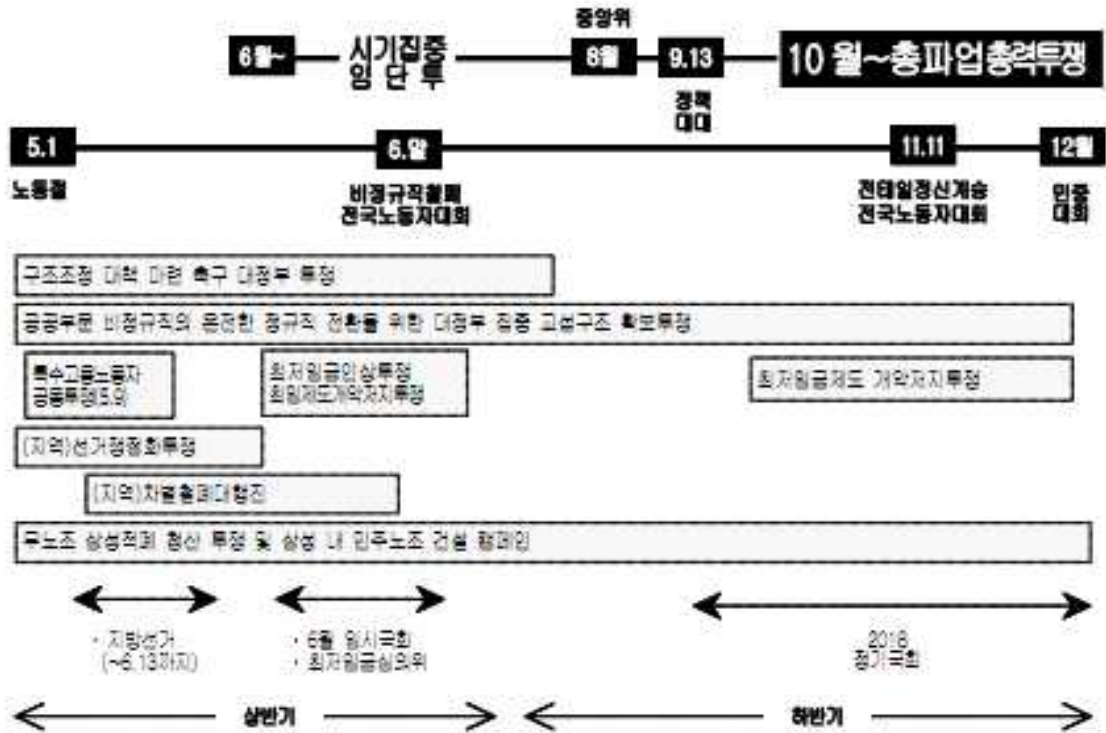 중앙위
6월~
시기집중
임 단 투
8월
9.13
10 월~총파업총력투쟁
정책
대대
5.1
6.말
11.11
12월
노동절
비정규직철폐
전국노동자대회
전태일정신계승
전국노동자대회
민중
대회
구조조정 대책 마련 촉구 대정부 투쟁
공공부문 비정규직의 온전한 정규직 전환을 위한 대정부 집중 교섭구조 확보투쟁
특수고용노동자
공동투쟁(5.9)
최저임금인상투쟁
최임제도개악저지투쟁
최저임금제도 개악저지투쟁
(지역)선거쟁점화투쟁
(지역)차별철폐대행진
무노조 삼성적폐 청산 투쟁 및 삼성 내 민주노조 건설 캠페인
· 지방선거
(~6.13까지)
· 6월 임시국회
· 최저임금심의위
2018
정기국회
상반기
하반기